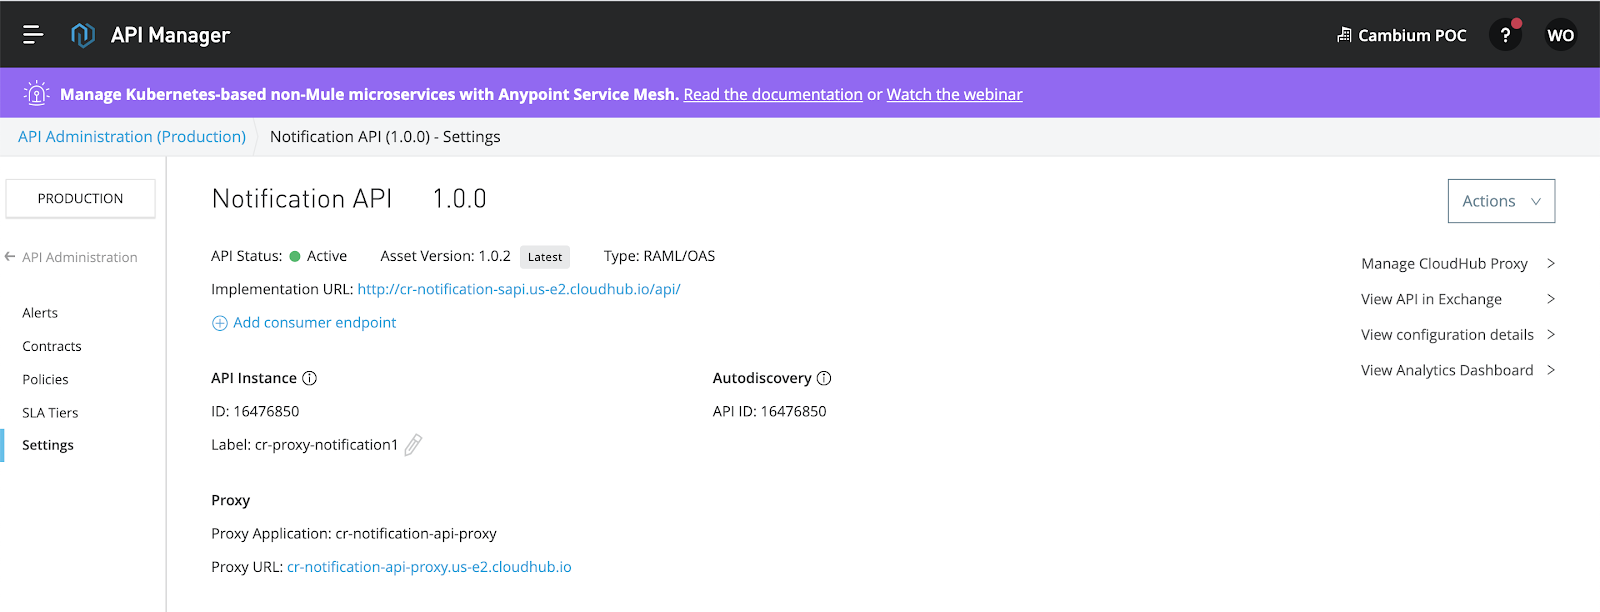 API Manager
Cambium POC
?
WO
Manage Kubernetes-based non-Mule microservices with Anypoint Service Mesh. Read the documentation or Watch the webinar
API Administration (Production)
Notification API (1.0.0) - Settings
PRODUCTION
API Administration
Alerts
Contracts
Policies
SLA Tiers
Settings
Notification API 1.0.0
Actions
API Status: Active Asset Version: 1.0.2 Latest Type: RAML/OAS
Implementation URL: http://cr-notification-sapi.us-e2.cloudhub.io/api/
Add consumer endpoint
Manage CloudHub Proxy >
View API in Exchange >
View configuration details >
View Analytics Dashboard >
API Instance
ID: 16476850
Label: cr-proxy-notification1
Autodiscovery
API ID: 16476850
Proxy
Proxy Application: cr-notification-api-proxy
Proxy URL: cr-notification-api-proxy.us-e2.cloudhub.io